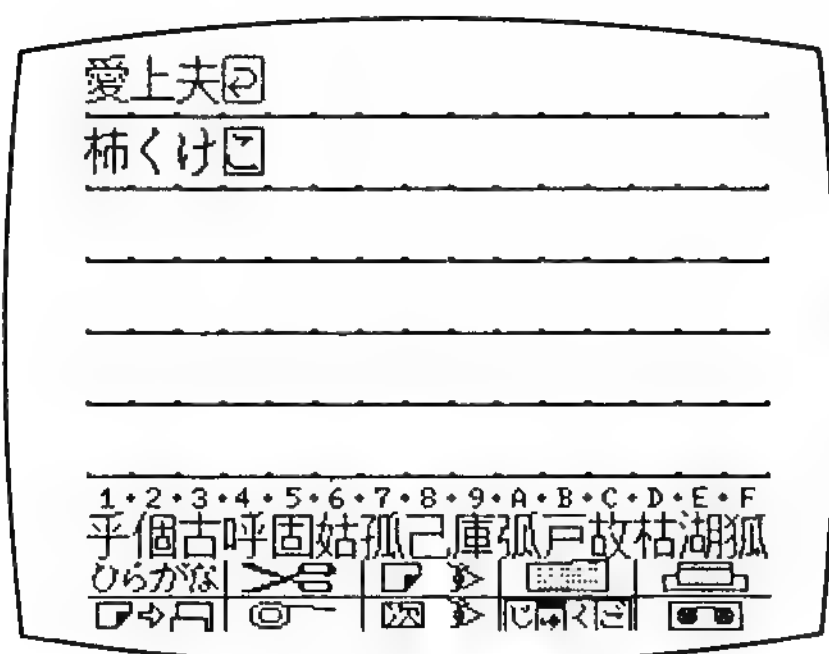 愛上夫
柿くけこ
1・2・3・4・5・6・7・8・9・A・B・C・D・E・F
乎個古呼固姑孤己庫弧戸故枯湖狐
ひらがな
次 じゅくご